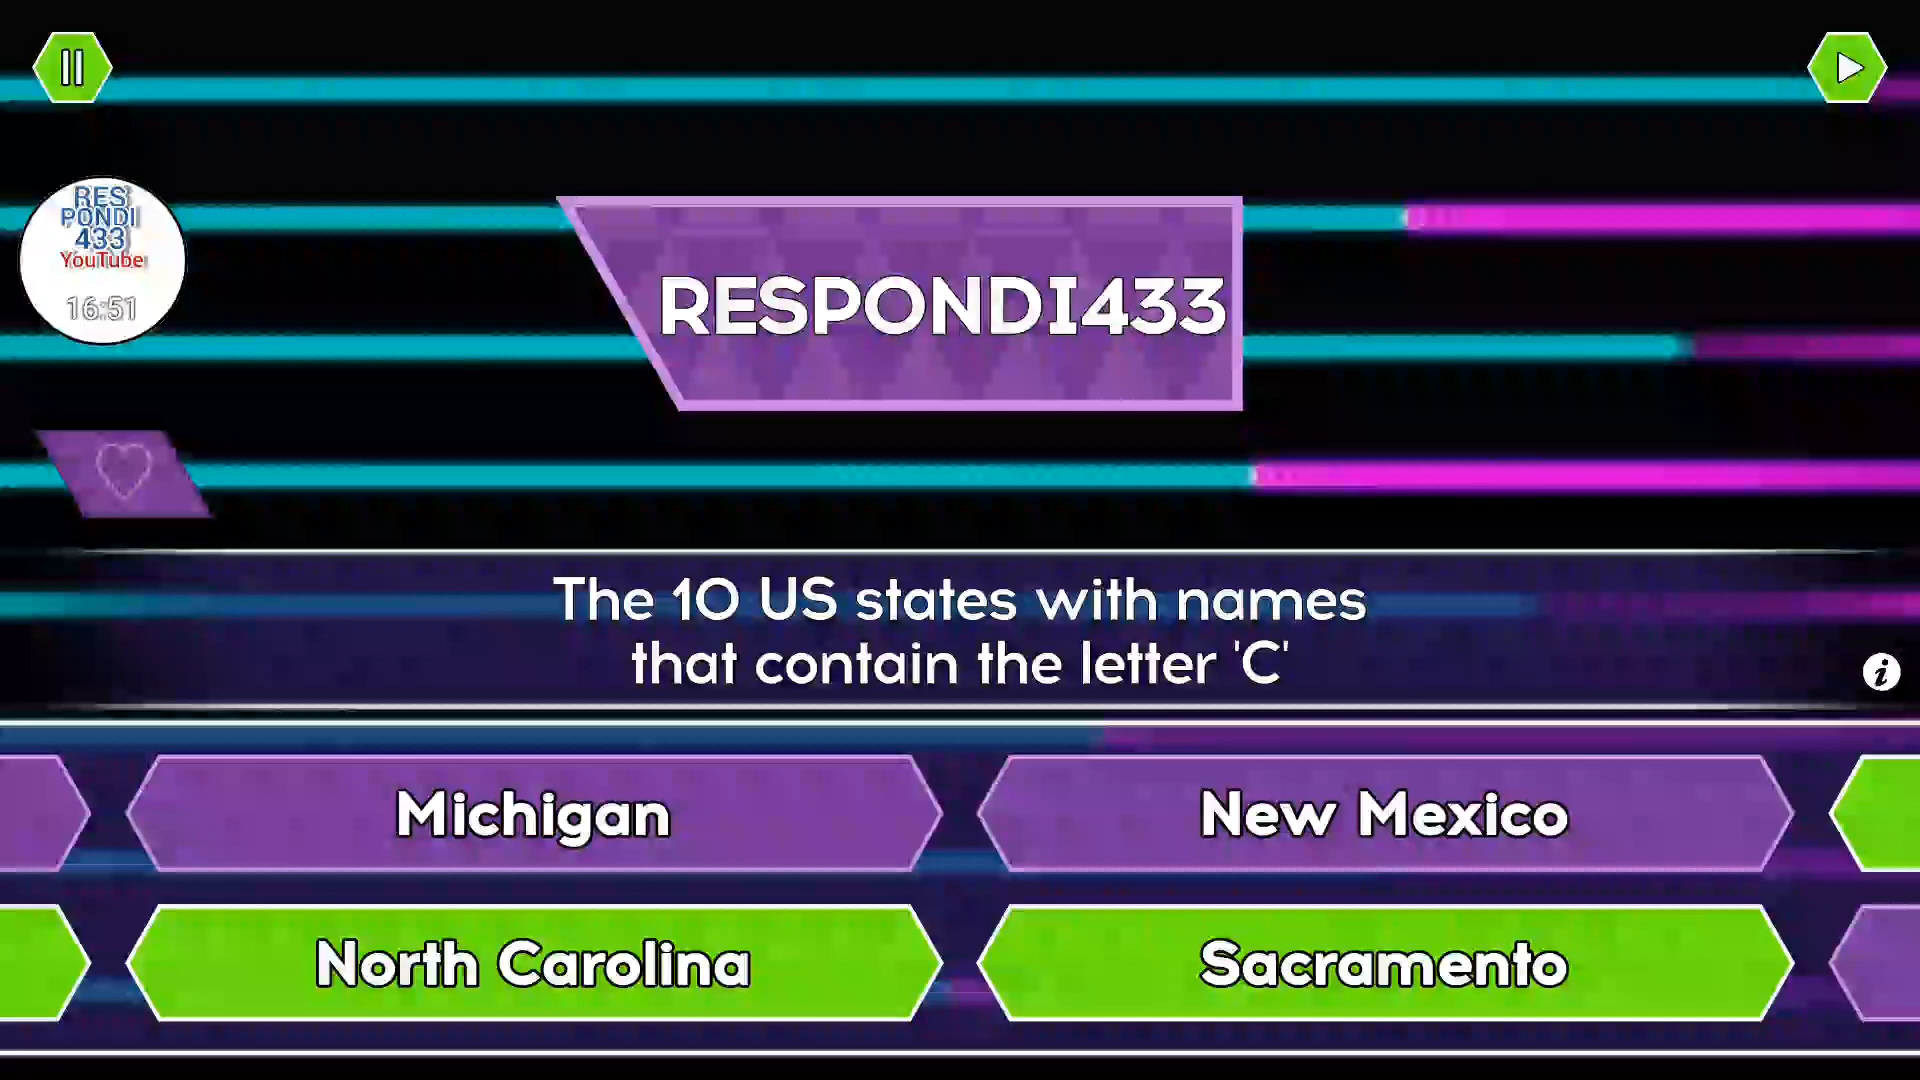 RES
PONDI
433
YouTube
16:51
RESPONDI433
The 10 US states with names
that contain the letter 'C'
i
Michigan
New Mexico
North Carolina
Sacramento